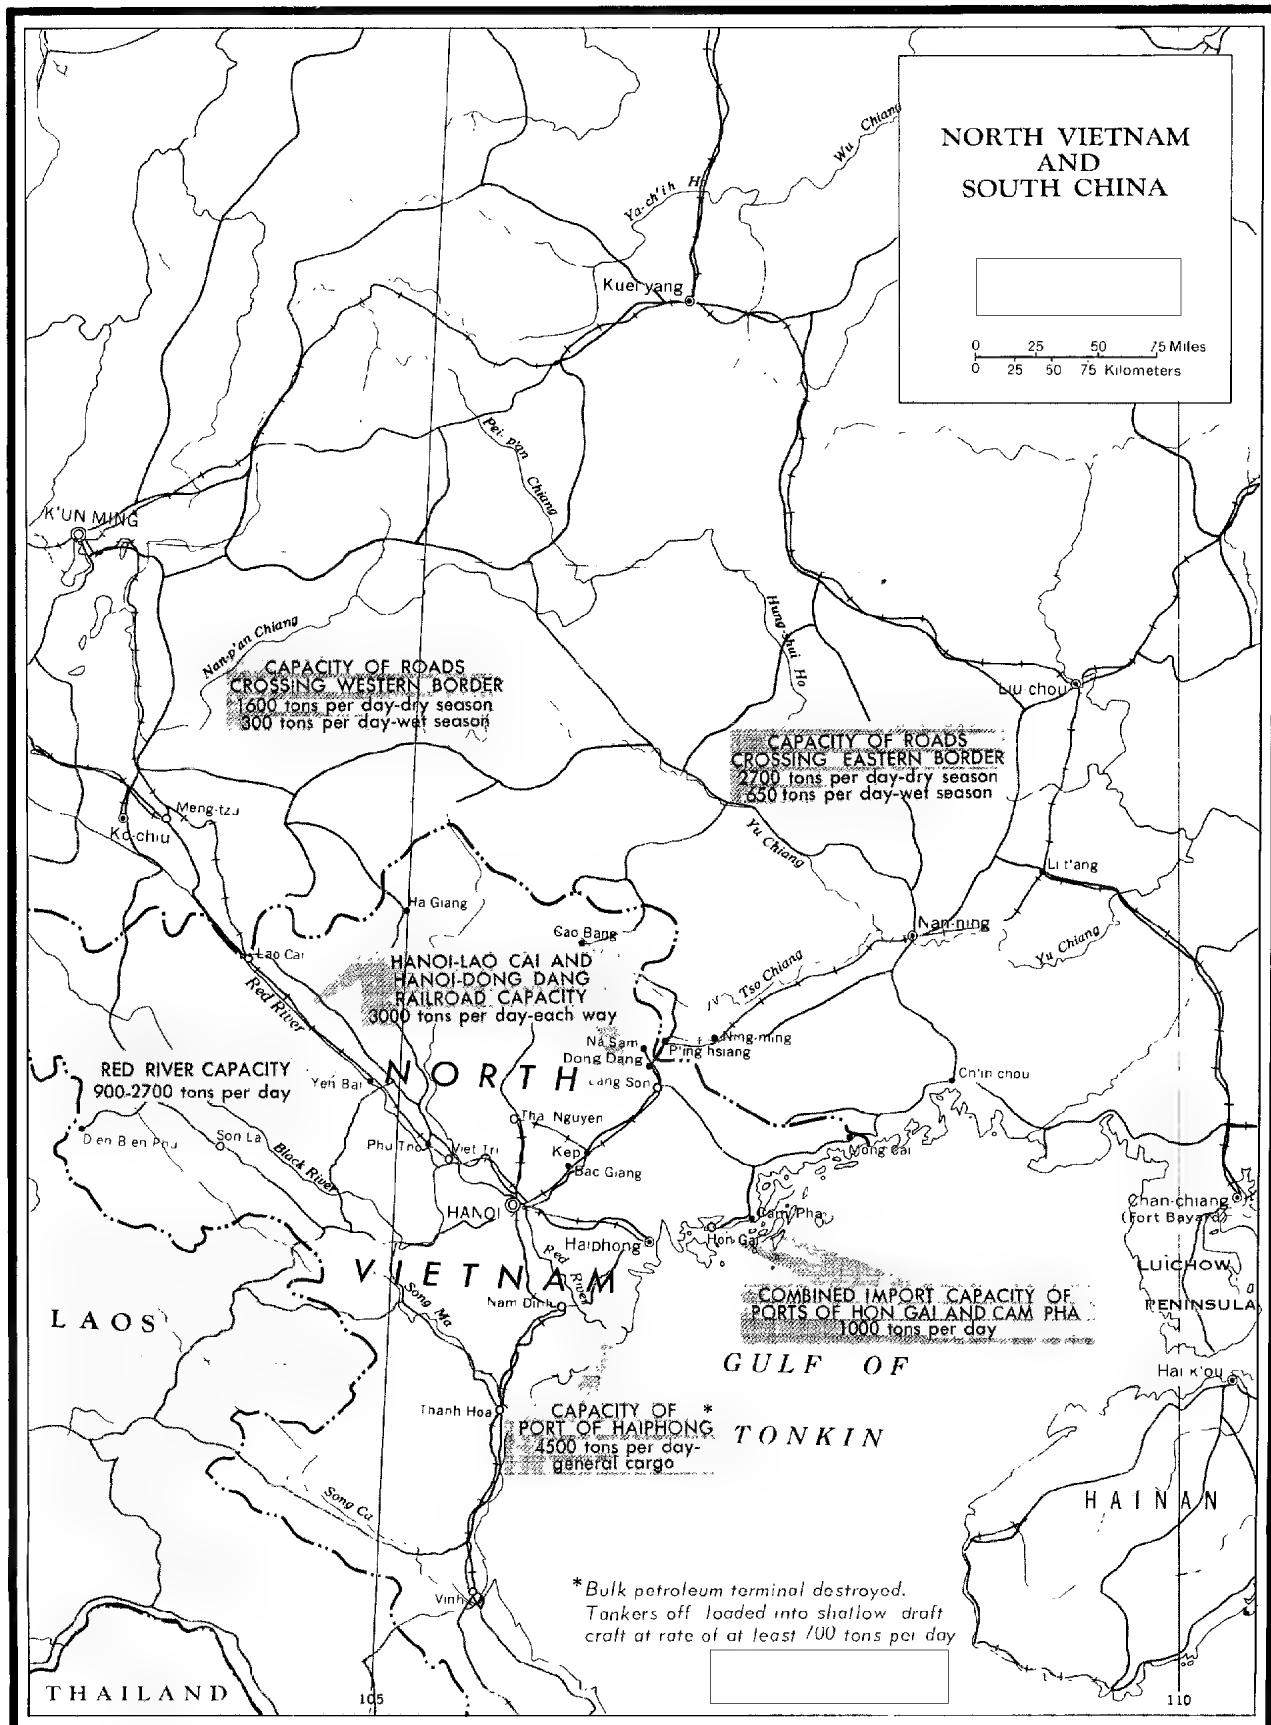 NORTH VIETNAM
AND
SOUTH CHINA
0 25 50 75 Miles
0 25 50 75 Kilometers
Wu Chiang
Ya-ch'ih H
Kuei yang
Pei-p'an Chiang
K'UN MING
Nan-p'an Chiang
Hung-shui Ho
CAPACITY OF ROADS
CROSSING WESTERN BORDER
1600 tons per day-dry season
300 tons per day-wet season
Liu chou
CAPACITY OF ROADS
CROSSING EASTERN BORDER
2700 tons per day-dry season
650 tons per day-wet season
Meng-tzu
Ko-chiu
Yu Chiang
Li t'ang
Ha Giang
Cao Bang
Nan-ning
Yu Chiang
Lao Cai
Red River
HANOI-LAO CAI AND
HANOI-DONG DANG
RAILROAD CAPACITY
3000 tons per day-each way
Tso Chiang
Ning-ming
Na Sam
P'ing hsiang
Dong Dang
Lang Son
RED RIVER CAPACITY
900-2700 tons per day
Yen Bai
NORTH
Ch'in chou
Thai Nguyen
Dien Bien Phu
Son La
Black River
Phu Tho
Viet Tri
Kep
Bac Giang
Mong Cai
HANOI
Haiphong
Hon Gai
Cam Pha
Chan-chiang
(Fort Bayard)
LUICHOW
PENINSULA
VIETNAM
Red River
Song Ma
Nam Dinh
COMBINED IMPORT CAPACITY OF
PORTS OF HON GAI AND CAM PHA
1000 tons per day
LAOS
GULF OF
TONKIN
Hai k'ou
Thanh Hoa
CAPACITY OF *
PORT OF HAIPHONG
4500 tons per day-
general cargo
Song Ca
HAINAN
Vinh
*Bulk petroleum terminal destroyed.
Tankers off loaded into shallow draft
craft at rate of at least 700 tons per day
THAILAND
105
110